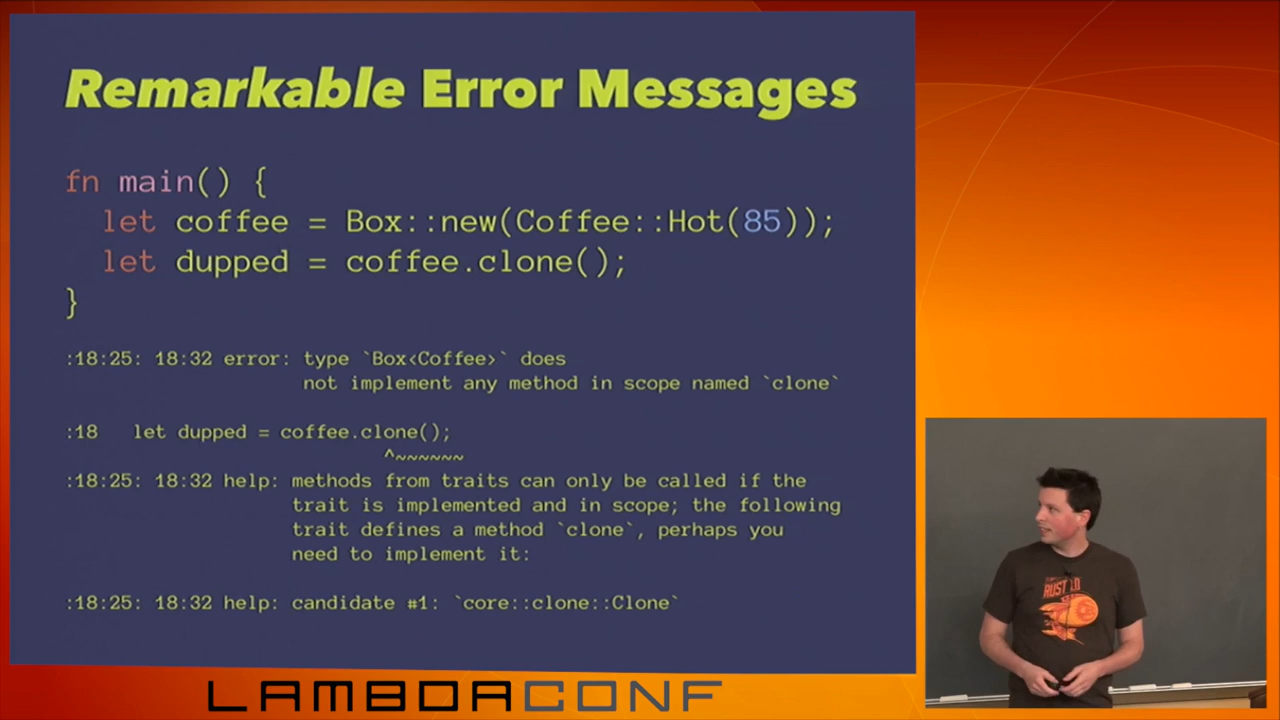 Remarkable Error Messages
fn main() {
let coffee = Box::new(Coffee::Hot(85));
let dupped = coffee.clone();
}
:18:25: 18:32 error: type `Box<Coffee>` does
not implement any method in scope named `clone`
:18 let dupped = coffee.clone();
^~~~~~~
:18:25: 18:32 help: methods from traits can only be called if the
trait is implemented and in scope; the following
trait defines a method `clone`, perhaps you
need to implement it:
:18:25: 18:32 help: candidate #1: `core::clone::Clone`
RUST
LAMBDACONF